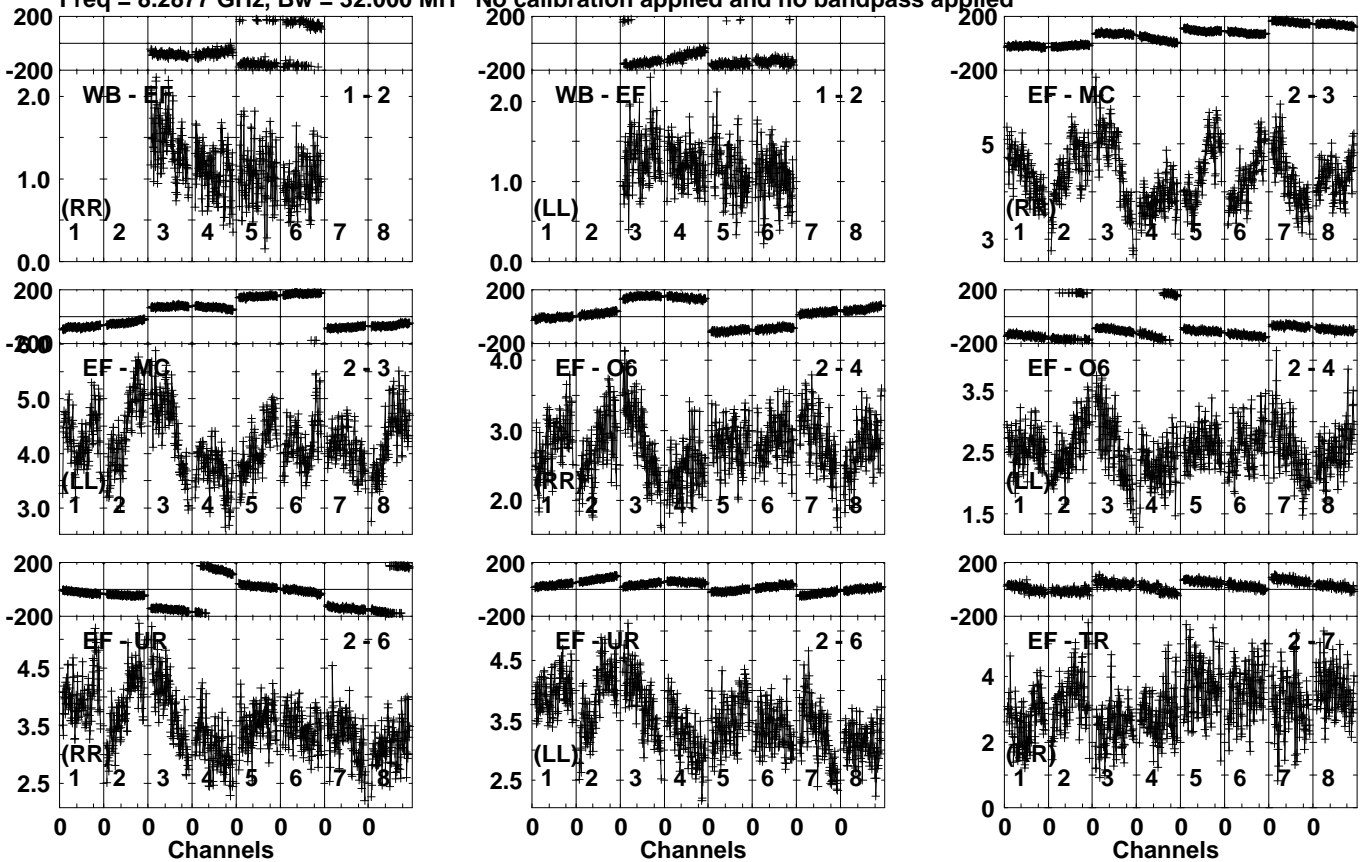 Freq = 8.2877 GHz, Bw = 32.000 MH No calibration applied and no bandpass applied
200 200 200
-200 -200 -200
WB - EF 1 - 2 WB - EF 1 - 2 EF - MC 2 - 3
2.0 2.0 5
1.0 1.0 3
(RR) (LL) (RR)
1 2 3 4 5 6 7 8 1 2 3 4 5 6 7 8 1 2 3 4 5 6 7 8
0.0 0.0
200 200 200
-200 -200 -200
6.0 4.0
EF - MC 2 - 3 EF - O6 2 - 4 EF - O6 2 - 4
5.0 3.0 3.5
4.0 2.0 2.5
(LL) (RR) (LL)
3.0 1.5
1 2 3 4 5 6 7 8 1 2 3 4 5 6 7 8 1 2 3 4 5 6 7 8
200 200 200
-200 -200 -200
EF - UR 2 - 6 EF - UR 2 - 6 EF - TR 2 - 7
4.5 4.5 4
3.5 3.5 2
(RR) (LL) (RR)
2.5 2.5 0
1 2 3 4 5 6 7 8 1 2 3 4 5 6 7 8 1 2 3 4 5 6 7 8
0 0 0 0 0 0 0 0 0 0 0 0 0 0 0 0 0 0 0 0 0 0 0 0
Channels Channels Channels